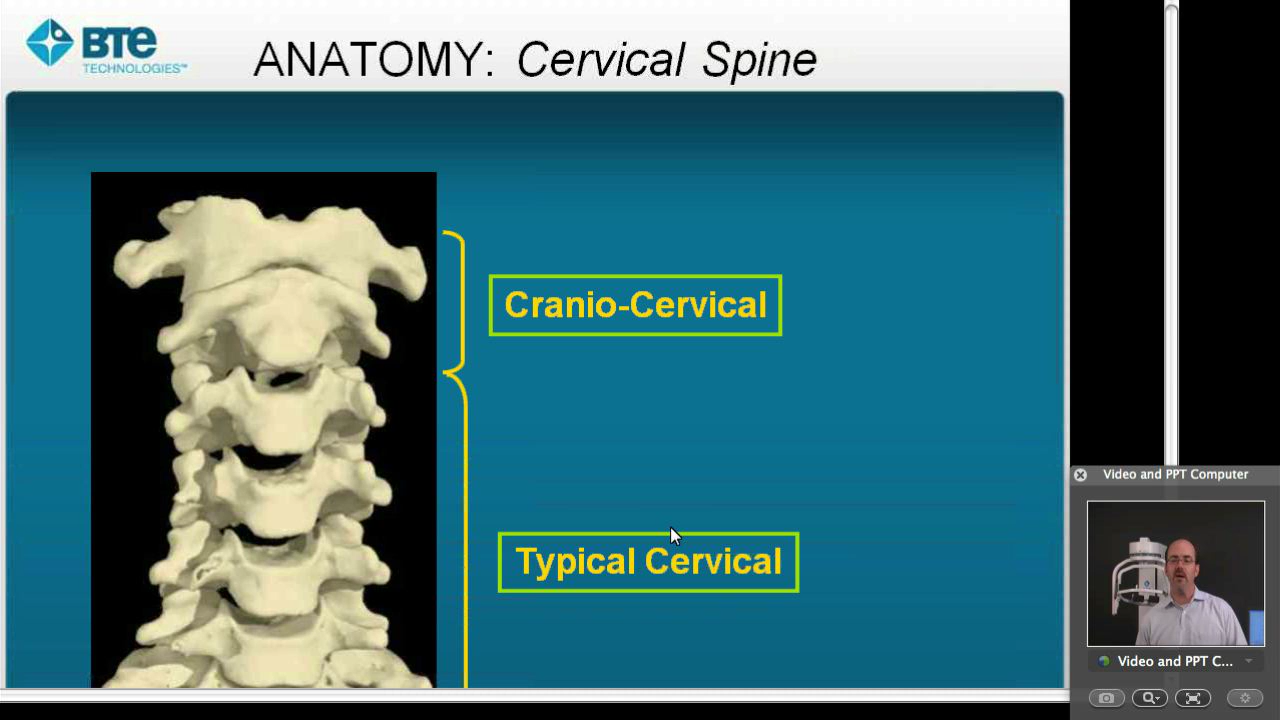 BTE
TECHNOLOGIES™
ANATOMY: Cervical Spine
Cranio-Cervical
Typical Cervical
Video and PPT Computer
Video and PPT C...